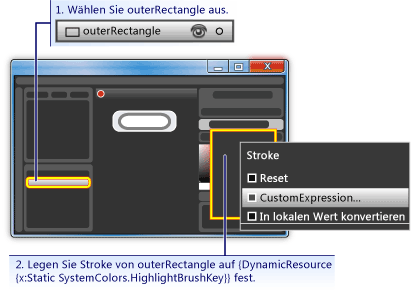 1. Wählen Sie outerRectangle aus.
outerRectangle
Stroke
Reset
CustomExpression...
In lokalen Wert konvertieren
2. Legen Sie Stroke von outerRectangle auf {DynamicResource
{x:Static SystemColors.HighlightBrushKey}} fest.